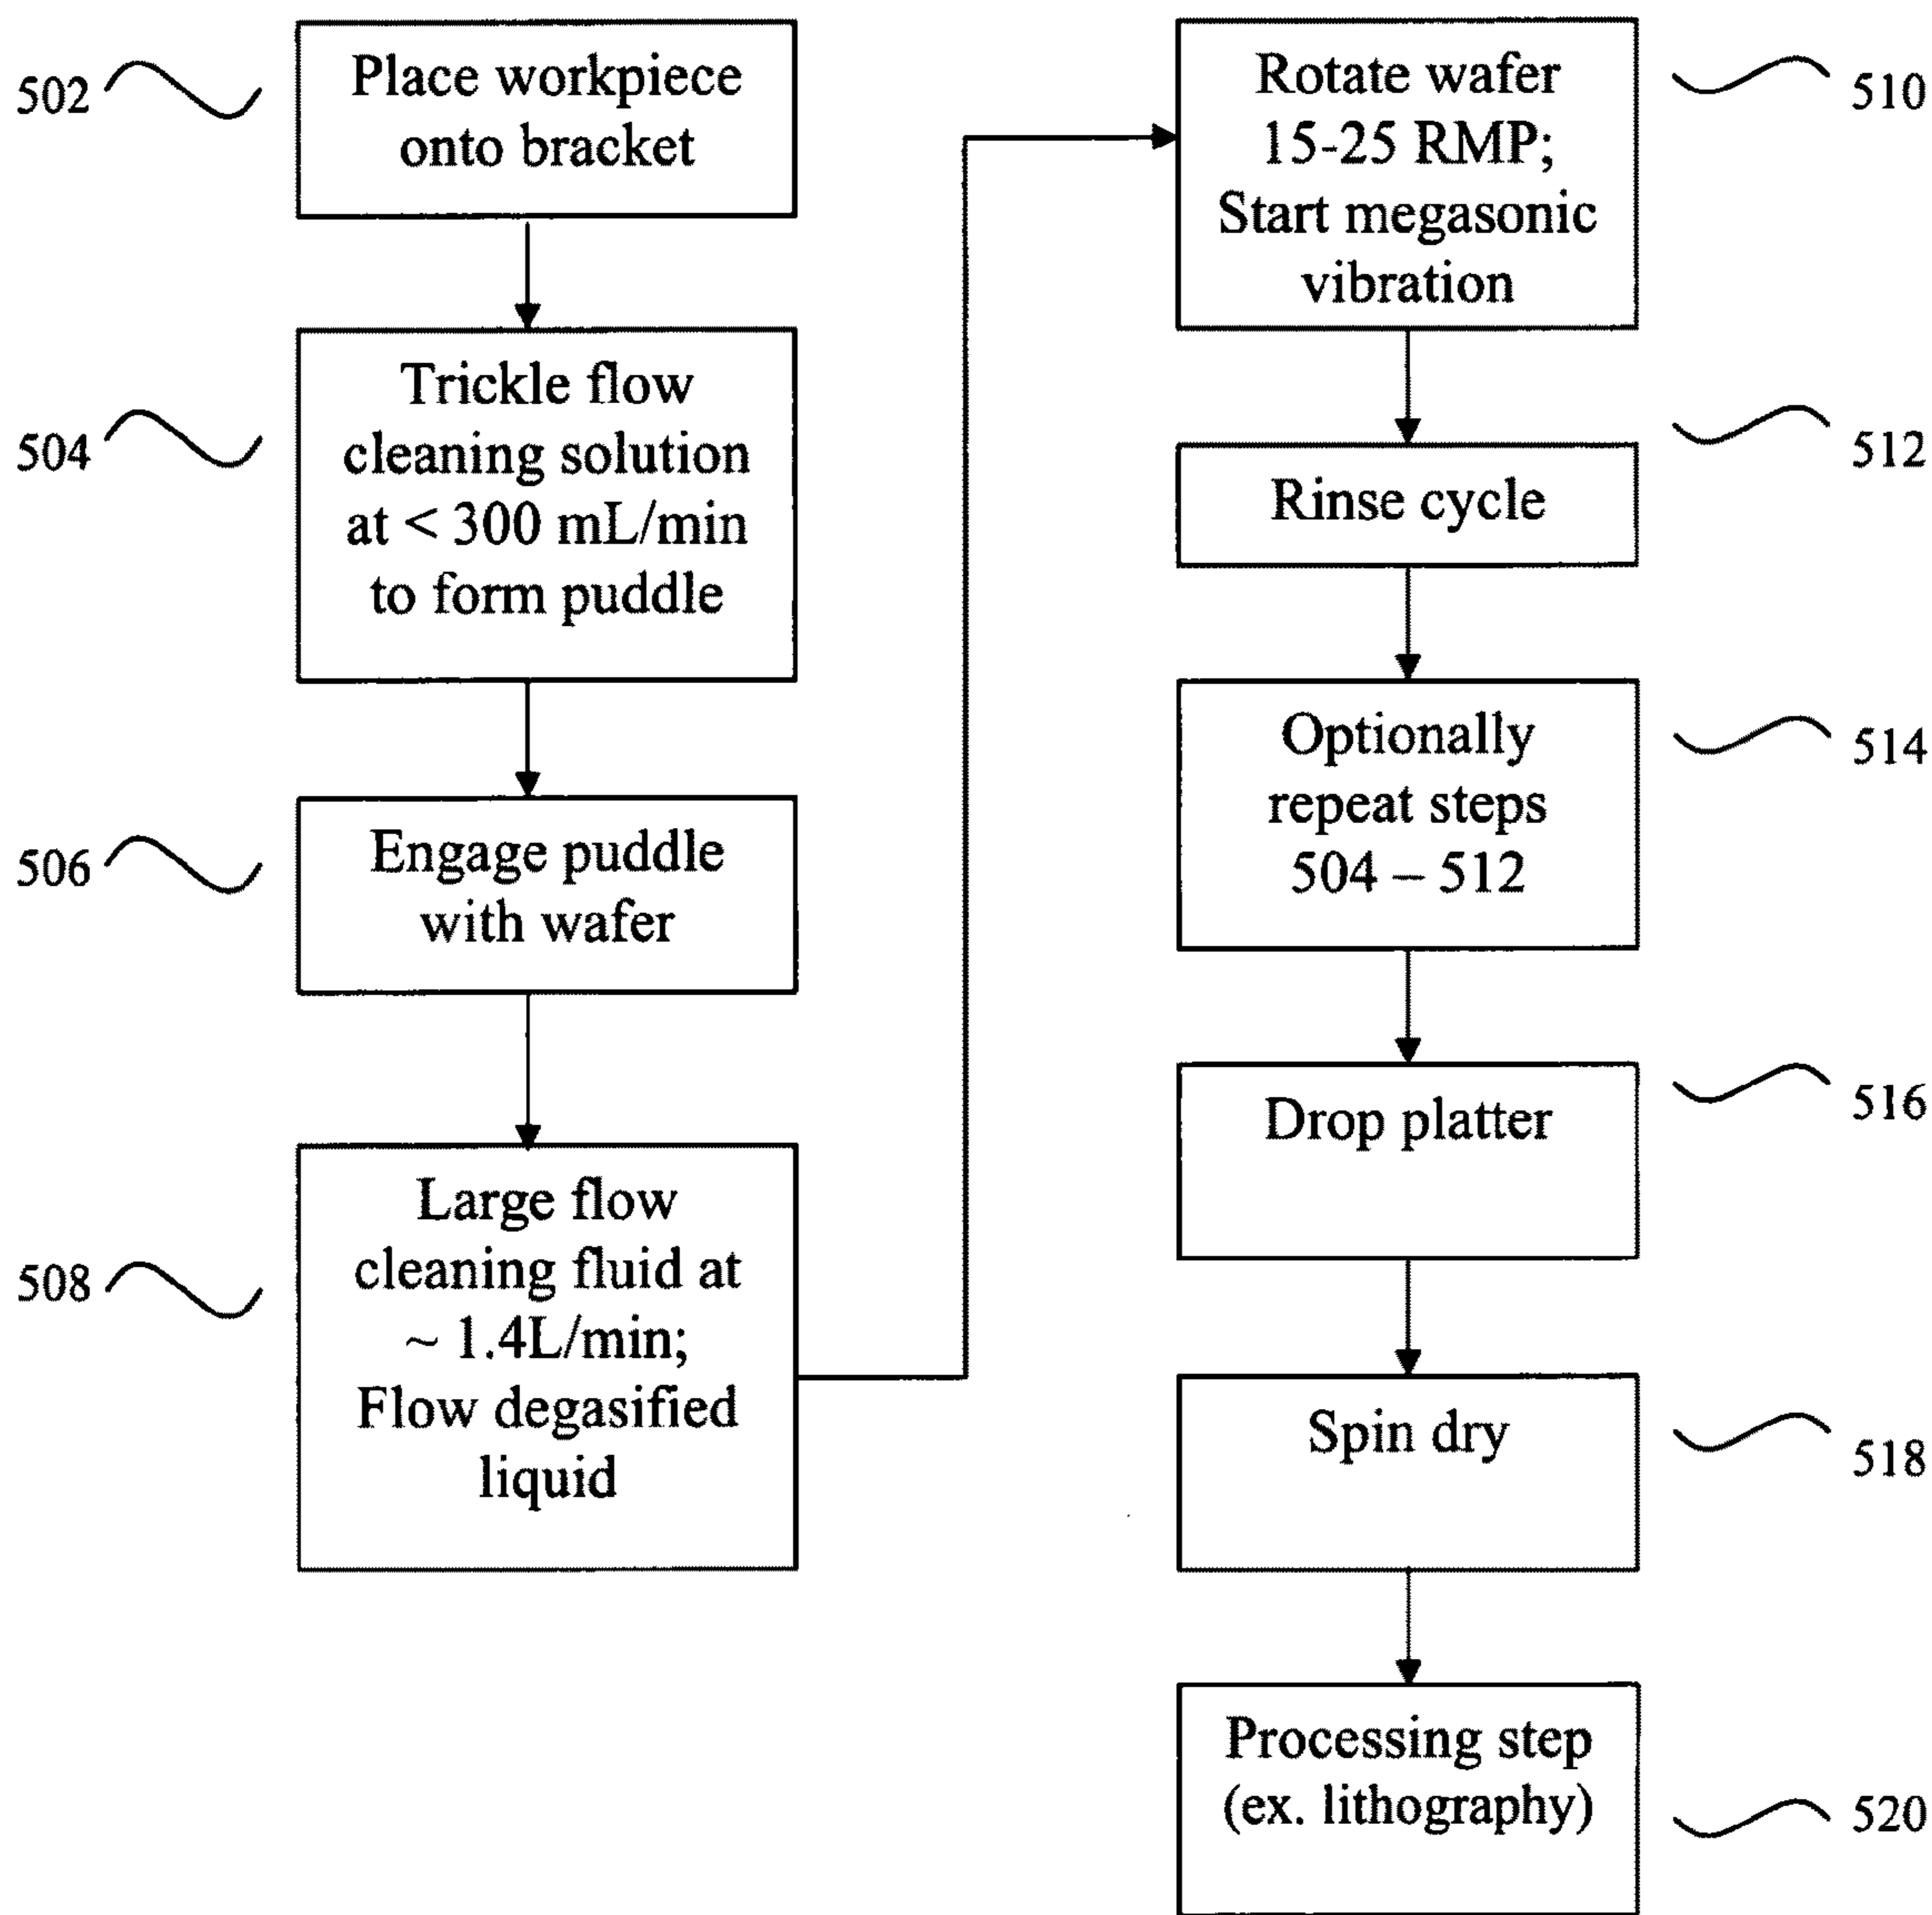 502
Place workpiece
onto bracket
504
Trickle flow
cleaning solution
at < 300 mL/min
to form puddle
506
Engage puddle
with wafer
508
Large flow
cleaning fluid at
~ 1.4L/min;
Flow degasified
liquid
Rotate wafer
15-25 RMP;
Start megasonic
vibration
510
Rinse cycle
512
Optionally
repeat steps
504 – 512
514
Drop platter
516
Spin dry
518
Processing step
(ex. lithography)
520